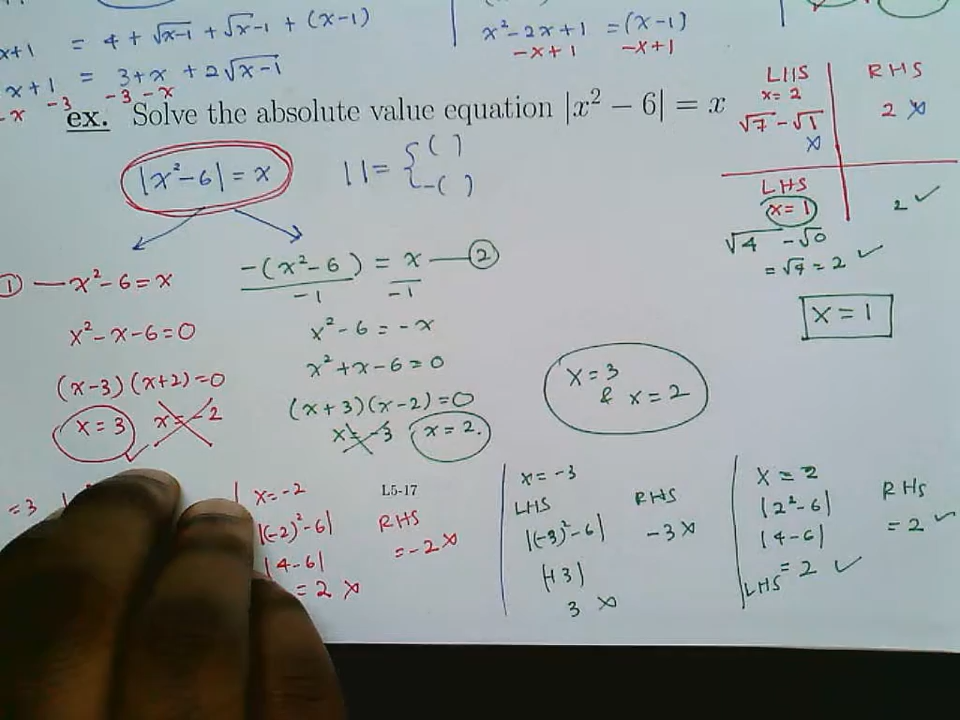 x+1 = 4 + √x-1 + √x-1 + (x-1)
x+1 = 3+x + 2√x-1
-x -3 -3 -x
x²-2x+1 = (x-1)
-x+1 -x+1
ex. Solve the absolute value equation |x² − 6| = x
|x²-6| = x
| | = { ( )
-( )
LHS RHS
x=2
√7 - √1 2 ×
×
LHS
x=1 2 ✓
√4 - √0
= √4 = 2 ✓
x = 1
① — x²-6 = x
x²-x-6=0
(x-3)(x+2)=0
x=3 x=-2
-(x²-6) = x — ②
-1 -1
x²-6 = -x
x²+x-6=0
(x+3)(x-2)=0
x=-3 x=2.
x=3
& x=2
=3
x=-2
|(-2)²-6| RHS
|4-6| =-2 ×
= 2 ×
L5-17
x=-3
LHS RHS
|(-3)²-6| -3 ×
|+3|
3 ×
x=2
|2²-6| RHS
|4-6| =2 ✓
LHS = 2 ✓